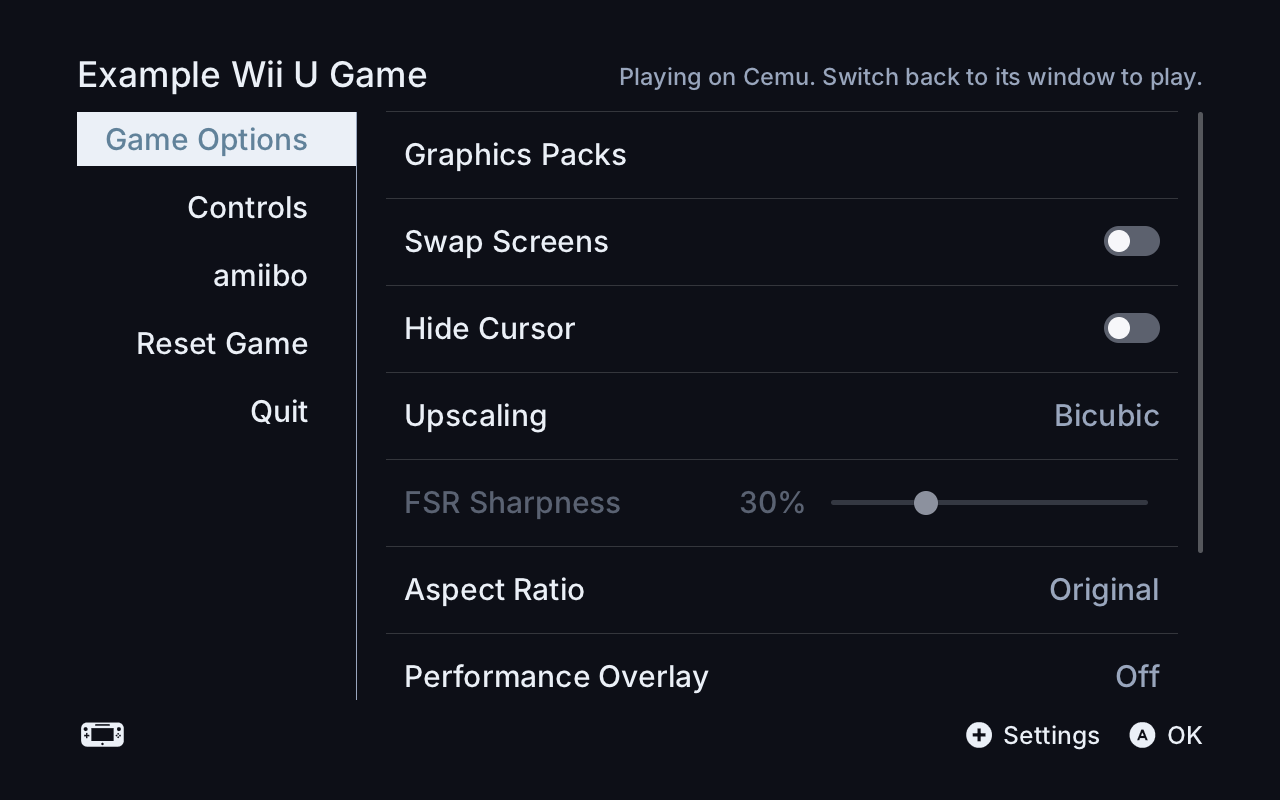 Example Wii U Game
Playing on Cemu. Switch back to its window to play.
Game Options
Controls
amiibo
Reset Game
Quit
Graphics Packs
Swap Screens
Hide Cursor
Upscaling Bicubic
FSR Sharpness 30%
Aspect Ratio Original
Performance Overlay Off
Settings A OK